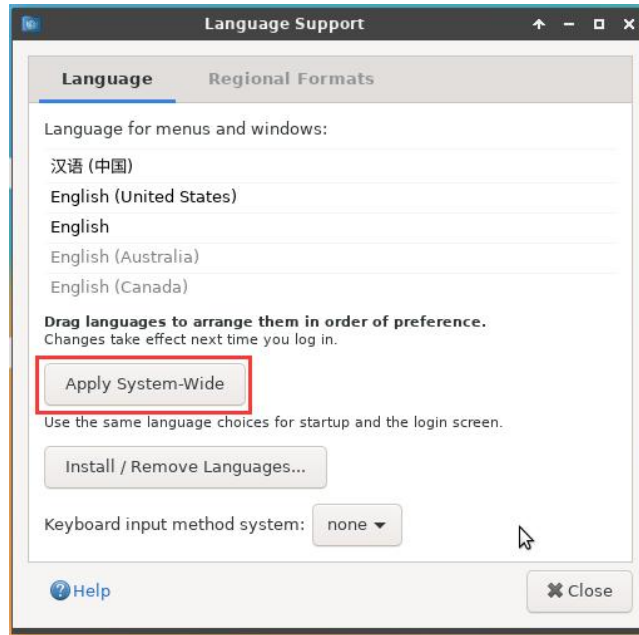 Language Support
Language Regional Formats
Language for menus and windows:
汉语 (中国)
English (United States)
English
English (Australia)
English (Canada)
Drag languages to arrange them in order of preference.
Changes take effect next time you log in.
Apply System-Wide
Use the same language choices for startup and the login screen.
Install / Remove Languages...
Keyboard input method system: none
Help Close